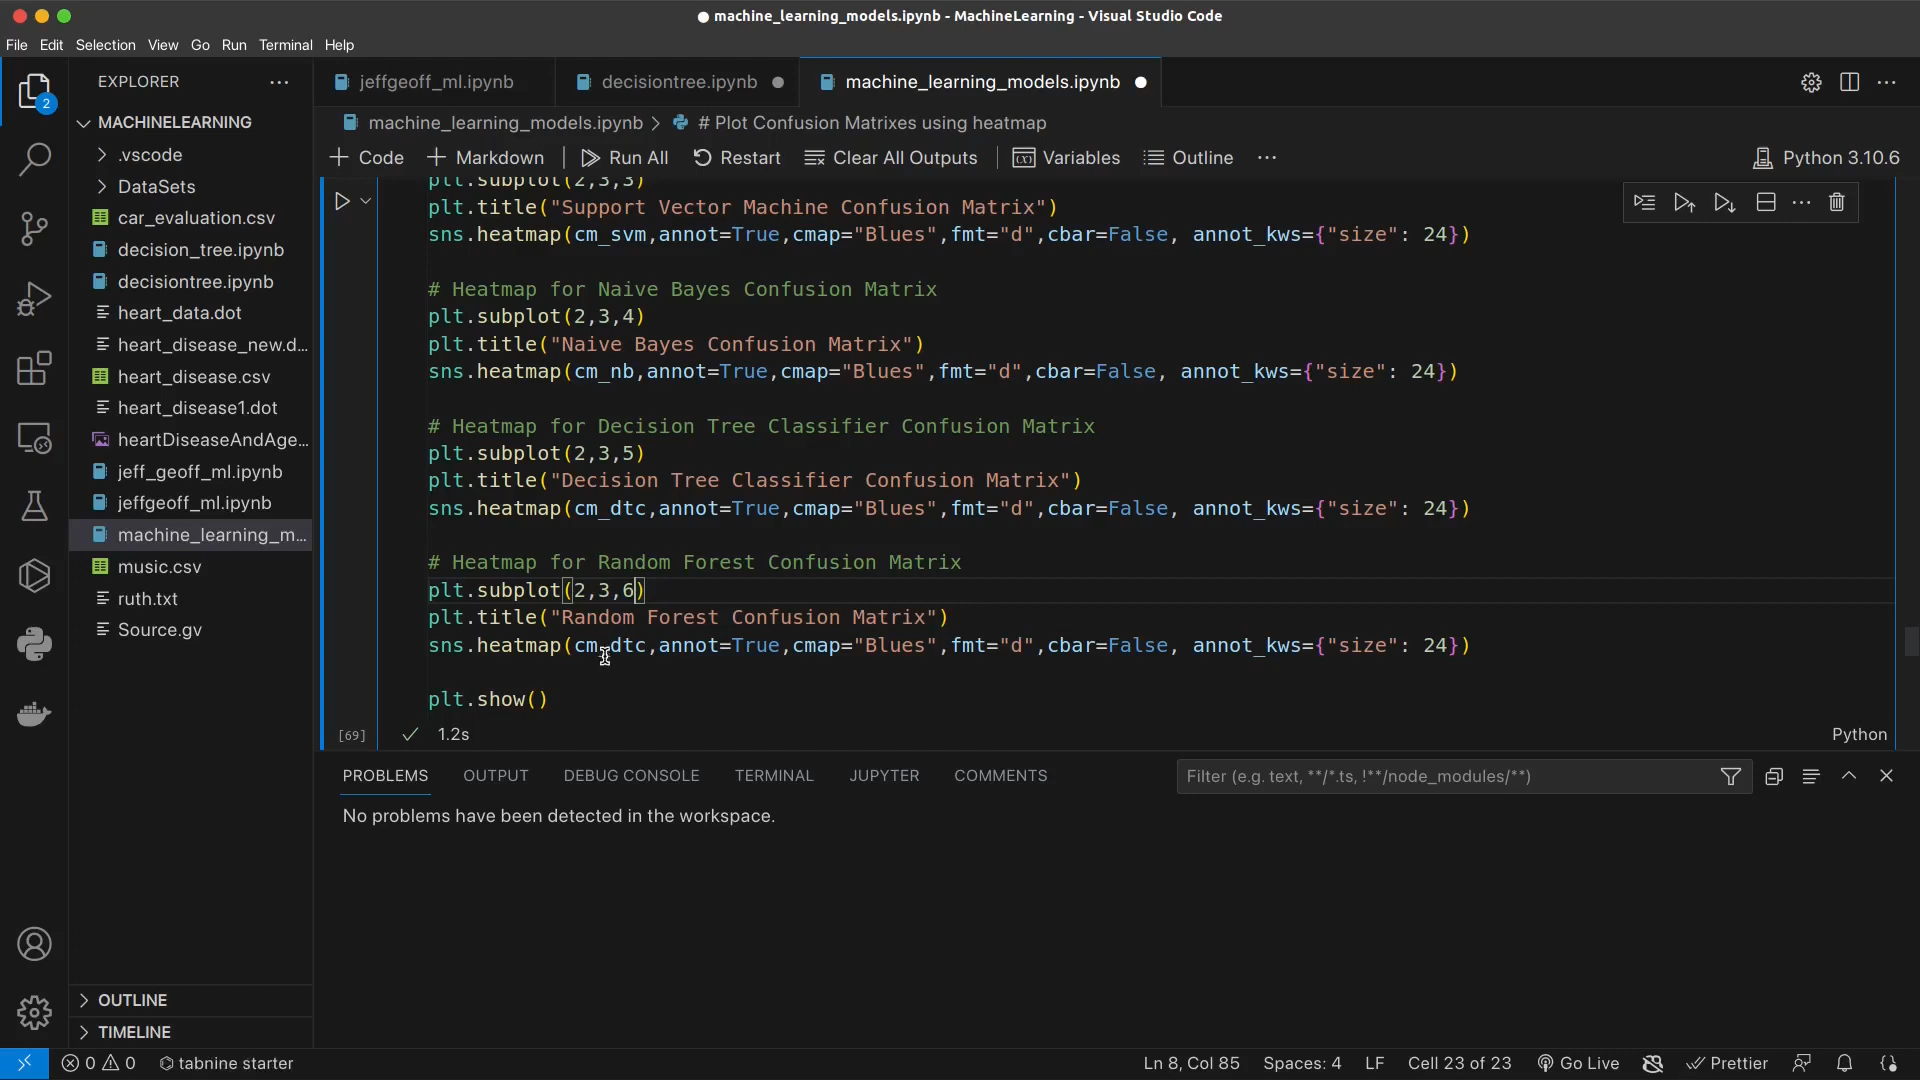 machine_learning_models.ipynb - MachineLearning - Visual Studio Code
File Edit Selection View Go Run Terminal Help
EXPLORER
jeffgeoff_ml.ipynb decisiontree.ipynb machine_learning_models.ipynb
2
MACHINELEARNING
machine_learning_models.ipynb > # Plot Confusion Matrixes using heatmap
.vscode
+ Code + Markdown Run All Restart Clear All Outputs Variables Outline ... Python 3.10.6
DataSets
car_evaluation.csv
decision_tree.ipynb
decisiontree.ipynb
heart_data.dot
heart_disease_new.d...
heart_disease.csv
heart_disease1.dot
heartDiseaseAndAge...
jeff_geoff_ml.ipynb
jeffgeoff_ml.ipynb
machine_learning_m...
music.csv
ruth.txt
Source.gv
OUTLINE
TIMELINE
plt.subplot(2,3,3)
plt.title("Support Vector Machine Confusion Matrix")
sns.heatmap(cm_svm,annot=True,cmap="Blues",fmt="d",cbar=False, annot_kws={"size": 24})
# Heatmap for Naive Bayes Confusion Matrix
plt.subplot(2,3,4)
plt.title("Naive Bayes Confusion Matrix")
sns.heatmap(cm_nb,annot=True,cmap="Blues",fmt="d",cbar=False, annot_kws={"size": 24})
# Heatmap for Decision Tree Classifier Confusion Matrix
plt.subplot(2,3,5)
plt.title("Decision Tree Classifier Confusion Matrix")
sns.heatmap(cm_dtc,annot=True,cmap="Blues",fmt="d",cbar=False, annot_kws={"size": 24})
# Heatmap for Random Forest Confusion Matrix
plt.subplot(2,3,6)
plt.title("Random Forest Confusion Matrix")
sns.heatmap(cm_dtc,annot=True,cmap="Blues",fmt="d",cbar=False, annot_kws={"size": 24})
plt.show()
[69] 1.2s Python
PROBLEMS OUTPUT DEBUG CONSOLE TERMINAL JUPYTER COMMENTS Filter (e.g. text, **/*.ts, !**/node_modules/**)
No problems have been detected in the workspace.
0 0 tabnine starter Ln 8, Col 85 Spaces: 4 LF Cell 23 of 23 Go Live Prettier